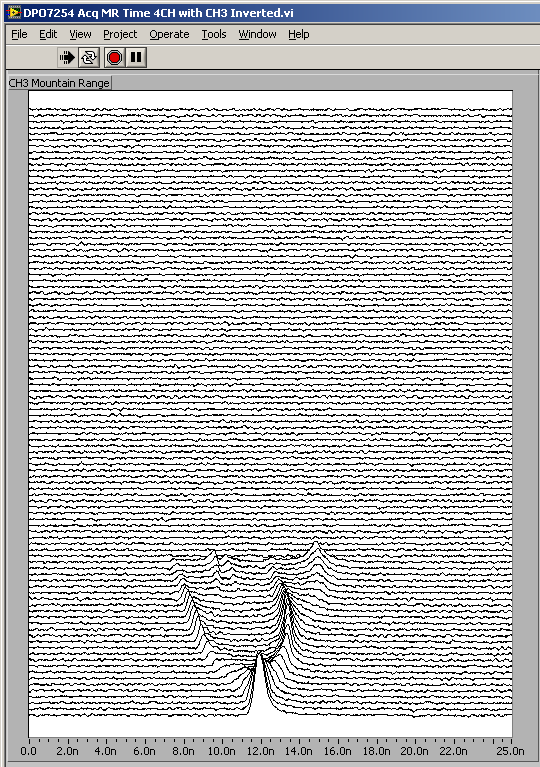 DPO7254 Acq MR Time 4CH with CH3 Inverted.vi
File Edit View Project Operate Tools Window Help
CH3 Mountain Range
0.0 2.0n 4.0n 6.0n 8.0n 10.0n 12.0n 14.0n 16.0n 18.0n 20.0n 22.0n 25.0n